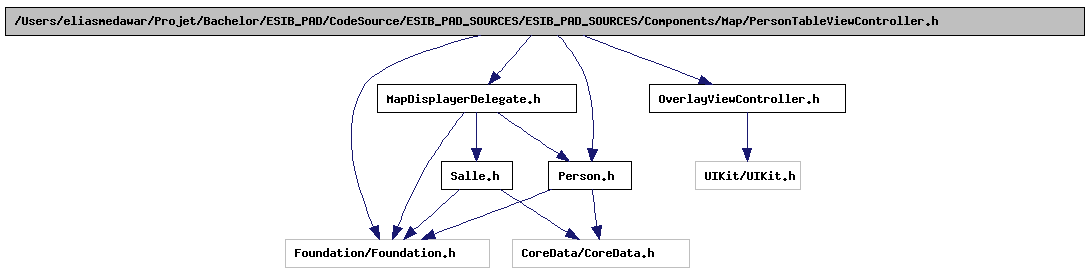 /Users/eliasmedawar/Projet/Bachelor/ESIB_PAD/CodeSource/ESIB_PAD_SOURCES/ESIB_PAD_SOURCES/Components/Map/PersonTableViewController.h
MapDisplayerDelegate.h
OverlayViewController.h
Salle.h
Person.h
UIKit/UIKit.h
Foundation/Foundation.h
CoreData/CoreData.h